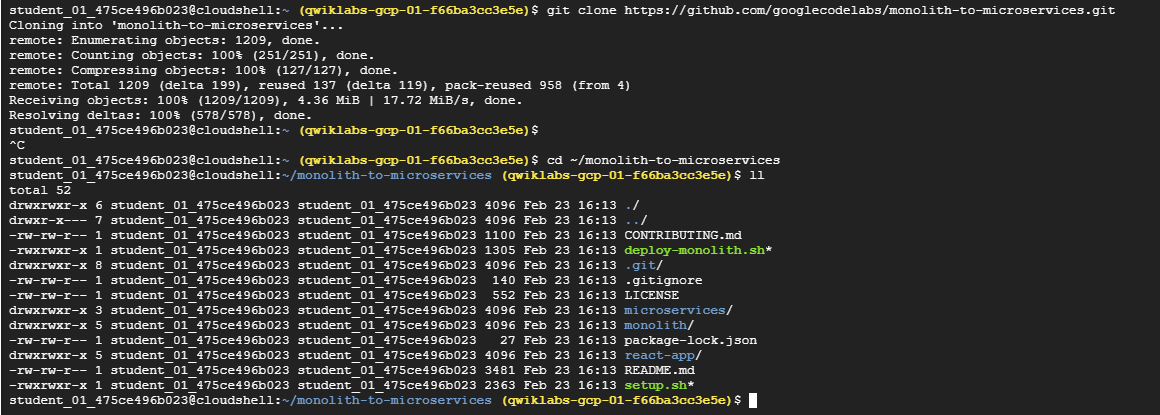 student_01_475ce496b023@cloudshell:~ (qwiklabs-gcp-01-f66ba3cc3e5e)$ git clone https://github.com/googlecodelabs/monolith-to-microservices.git
Cloning into 'monolith-to-microservices'...
remote: Enumerating objects: 1209, done.
remote: Counting objects: 100% (251/251), done.
remote: Compressing objects: 100% (127/127), done.
remote: Total 1209 (delta 199), reused 137 (delta 119), pack-reused 958 (from 4)
Receiving objects: 100% (1209/1209), 4.36 MiB | 17.72 MiB/s, done.
Resolving deltas: 100% (578/578), done.
student_01_475ce496b023@cloudshell:~ (qwiklabs-gcp-01-f66ba3cc3e5e)$
^C
student_01_475ce496b023@cloudshell:~ (qwiklabs-gcp-01-f66ba3cc3e5e)$ cd ~/monolith-to-microservices
student_01_475ce496b023@cloudshell:~/monolith-to-microservices (qwiklabs-gcp-01-f66ba3cc3e5e)$ ll
total 52
drwxrwxr-x 6 student_01_475ce496b023 student_01_475ce496b023 4096 Feb 23 16:13 ./
drwxr-x--- 7 student_01_475ce496b023 student_01_475ce496b023 4096 Feb 23 16:13 ../
-rw-rw-r-- 1 student_01_475ce496b023 student_01_475ce496b023 1100 Feb 23 16:13 CONTRIBUTING.md
-rwxrwxr-x 1 student_01_475ce496b023 student_01_475ce496b023 1305 Feb 23 16:13 deploy-monolith.sh*
drwxrwxr-x 8 student_01_475ce496b023 student_01_475ce496b023 4096 Feb 23 16:13 .git/
-rw-rw-r-- 1 student_01_475ce496b023 student_01_475ce496b023  140 Feb 23 16:13 .gitignore
-rw-rw-r-- 1 student_01_475ce496b023 student_01_475ce496b023  552 Feb 23 16:13 LICENSE
drwxrwxr-x 3 student_01_475ce496b023 student_01_475ce496b023 4096 Feb 23 16:13 microservices/
drwxrwxr-x 5 student_01_475ce496b023 student_01_475ce496b023 4096 Feb 23 16:13 monolith/
-rw-rw-r-- 1 student_01_475ce496b023 student_01_475ce496b023   27 Feb 23 16:13 package-lock.json
drwxrwxr-x 5 student_01_475ce496b023 student_01_475ce496b023 4096 Feb 23 16:13 react-app/
-rw-rw-r-- 1 student_01_475ce496b023 student_01_475ce496b023 3481 Feb 23 16:13 README.md
-rwxrwxr-x 1 student_01_475ce496b023 student_01_475ce496b023 2363 Feb 23 16:13 setup.sh*
student_01_475ce496b023@cloudshell:~/monolith-to-microservices (qwiklabs-gcp-01-f66ba3cc3e5e)$